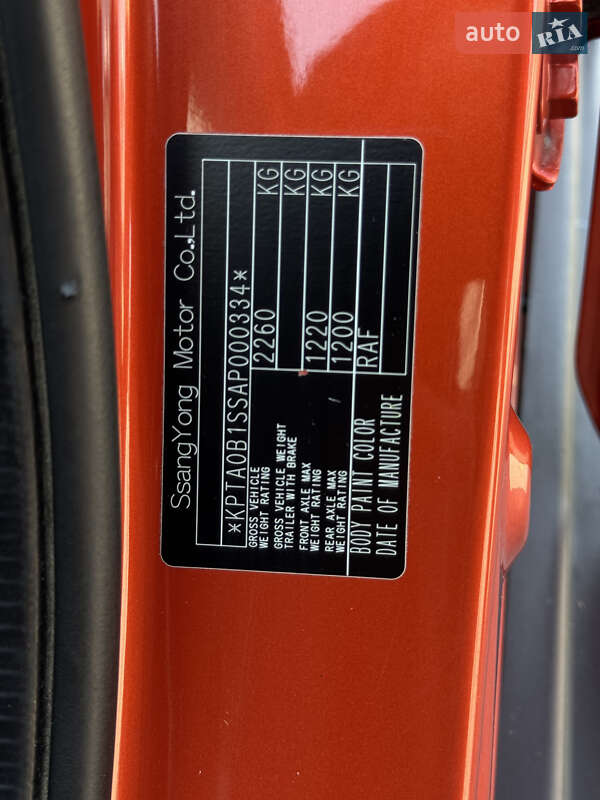 auto RIA
.com
SsangYong Motor Co.,Ltd.
*KPTA0B1SSAP000334*
GROSS VEHICLE WEIGHT RATING 2260 KG
GROSS VEHICLE WEIGHT TRAILER WITH BRAKE KG
FRONT AXLE MAX WEIGHT RATING 1220 KG
REAR AXLE MAX WEIGHT RATING 1200 KG
BODY PAINT COLOR RAF
DATE OF MANUFACTURE